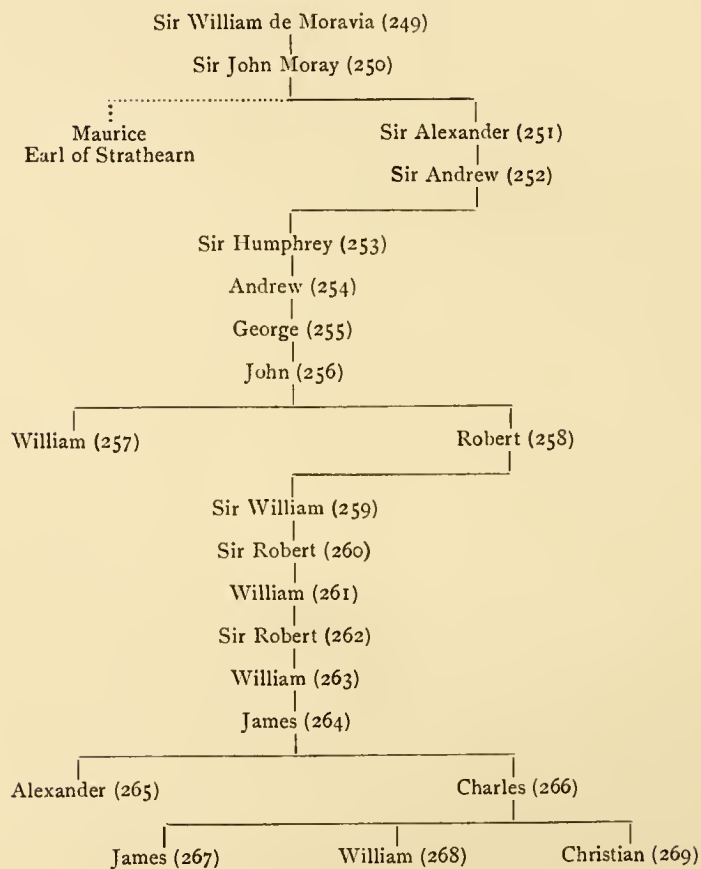 Sir William de Moravia (249)
Sir John Moray (250)
Maurice
Earl of Strathearn
Sir Alexander (251)
Sir Andrew (252)
Sir Humphrey (253)
Andrew (254)
George (255)
John (256)
William (257)
Robert (258)
Sir William (259)
Sir Robert (260)
William (261)
Sir Robert (262)
William (263)
James (264)
Alexander (265)
Charles (266)
James (267)
William (268)
Christian (269)